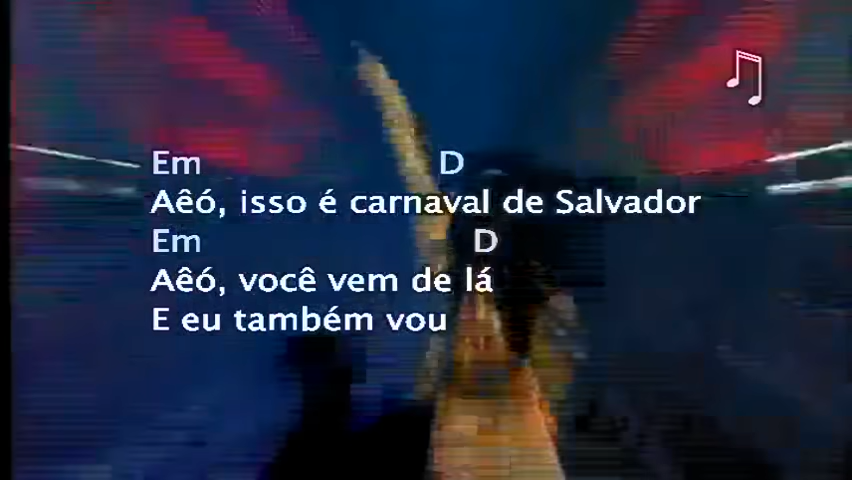 Em D
Aêó, isso é carnaval de Salvador
Em D
Aêó, você vem de lá
E eu também vou